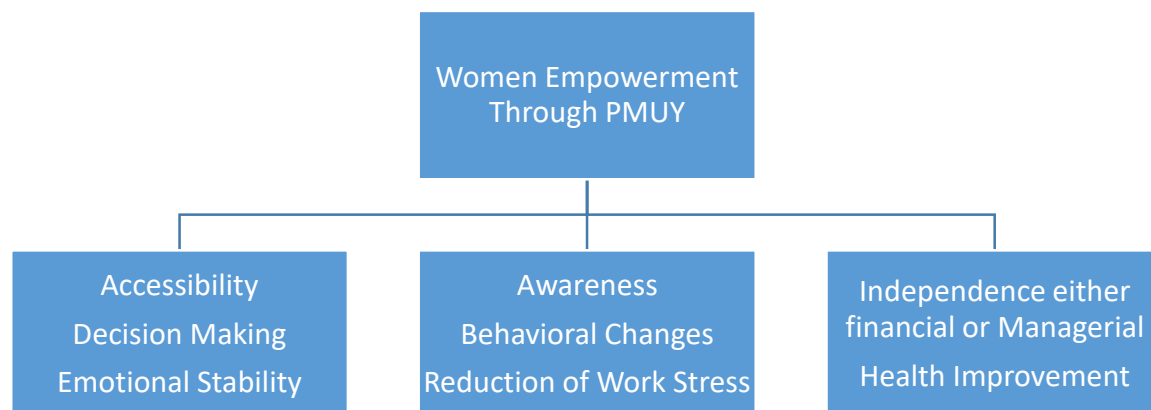 Women Empowerment
Through PMUY
Accessibility
Decision Making
Emotional Stability
Awareness
Behavioral Changes
Reduction of Work Stress
Independence either
financial or Managerial
Health Improvement